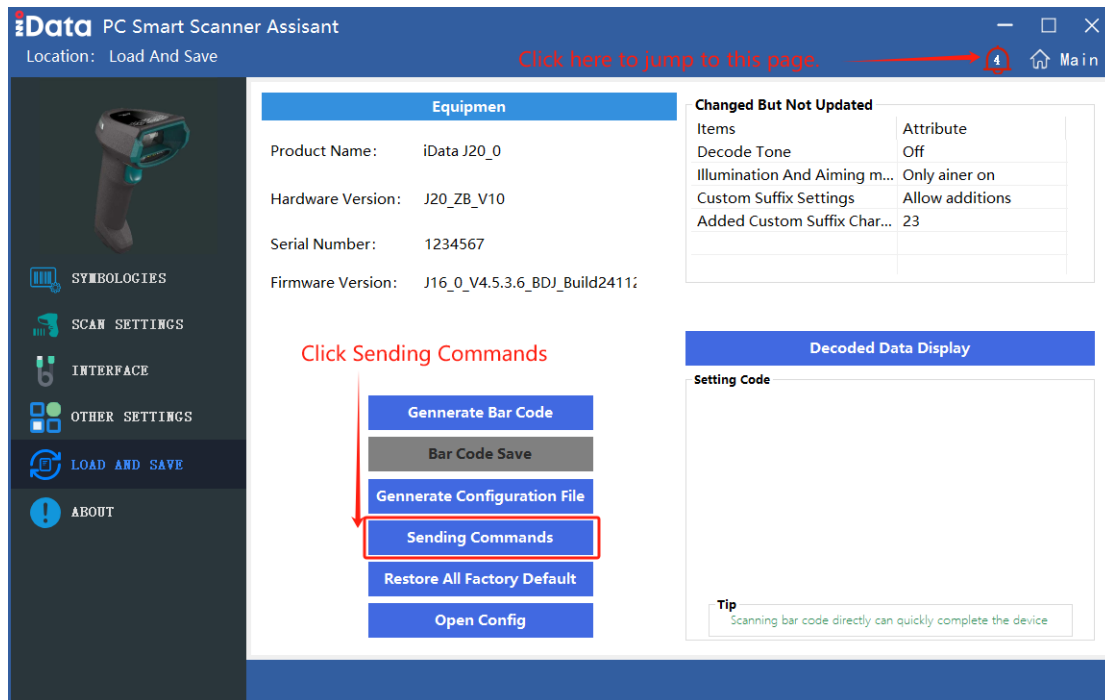 iData PC Smart Scanner Assisant
Location: Load And Save
Click here to jump to this page.
4
Main
SYMBOLOGIES
SCAN SETTINGS
INTERFACE
OTHER SETTINGS
LOAD AND SAVE
ABOUT
Equipmen
Product Name: iData J20_0
Hardware Version: J20_ZB_V10
Serial Number: 1234567
Firmware Version: J16_0_V4.5.3.6_BDJ_Build24112
Click Sending Commands
Gennerate Bar Code
Bar Code Save
Gennerate Configuration File
Sending Commands
Restore All Factory Default
Open Config
Changed But Not Updated
Items Attribute
Decode Tone Off
Illumination And Aiming m... Only ainer on
Custom Suffix Settings Allow additions
Added Custom Suffix Char... 23
Decoded Data Display
Setting Code
Tip
Scanning bar code directly can quickly complete the device